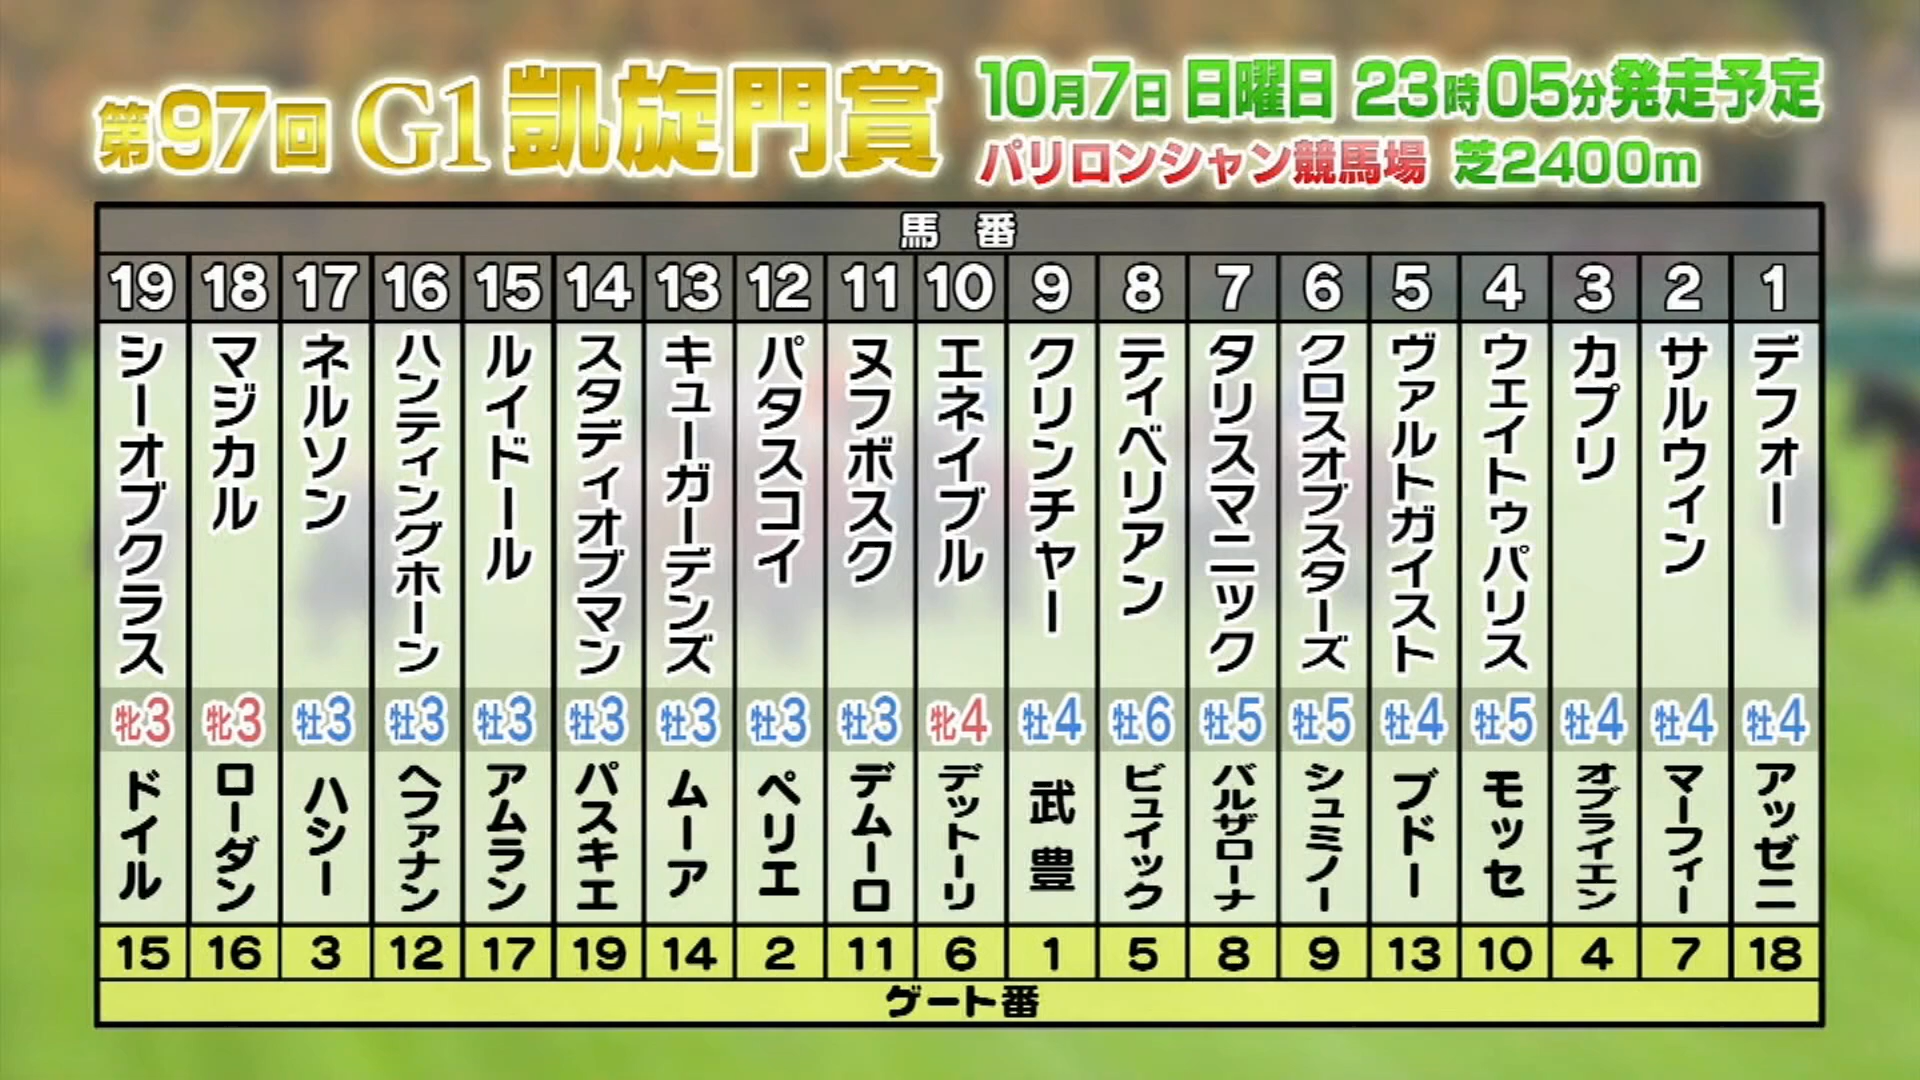 第97回 G1 凱旋門賞
10月7日 日曜日 23時05分発走予定
パリロンシャン競馬場 芝2400m
馬 番
19 18 17 16 15 14 13 12 11 10 9 8 7 6 5 4 3 2 1
デフォー
サルウィン
カプリ
ウェイトゥパリス
ヴァルトガイスト
クロスオブスターズ
タリスマニック
ティベリアン
クリンチャー
エネイブル
ヌフボスク
パタスコイ
キューガーデンズ
スタディオブマン
ルイドール
ハンティングホーン
ネルソン
マジカル
シーオブクラス
牝3 牝3 牡3 牡3 牡3 牡3 牡3 牡3 牡3 牝4 牡4 牡6 牡5 牡5 牡4 牡5 牡4 牡4 牡4
アッゼニ
マーフィー
オブライエン
モッセ
ブドー
シュミノー
バルザローナ
ビュイック
武 豊
デットーリ
デムーロ
ペリエ
ムーア
パスキエ
アムラン
ヘファナン
ハシー
ローダン
ドイル
15 16 3 12 17 19 14 2 11 6 1 5 8 9 13 10 4 7 18
ゲート番